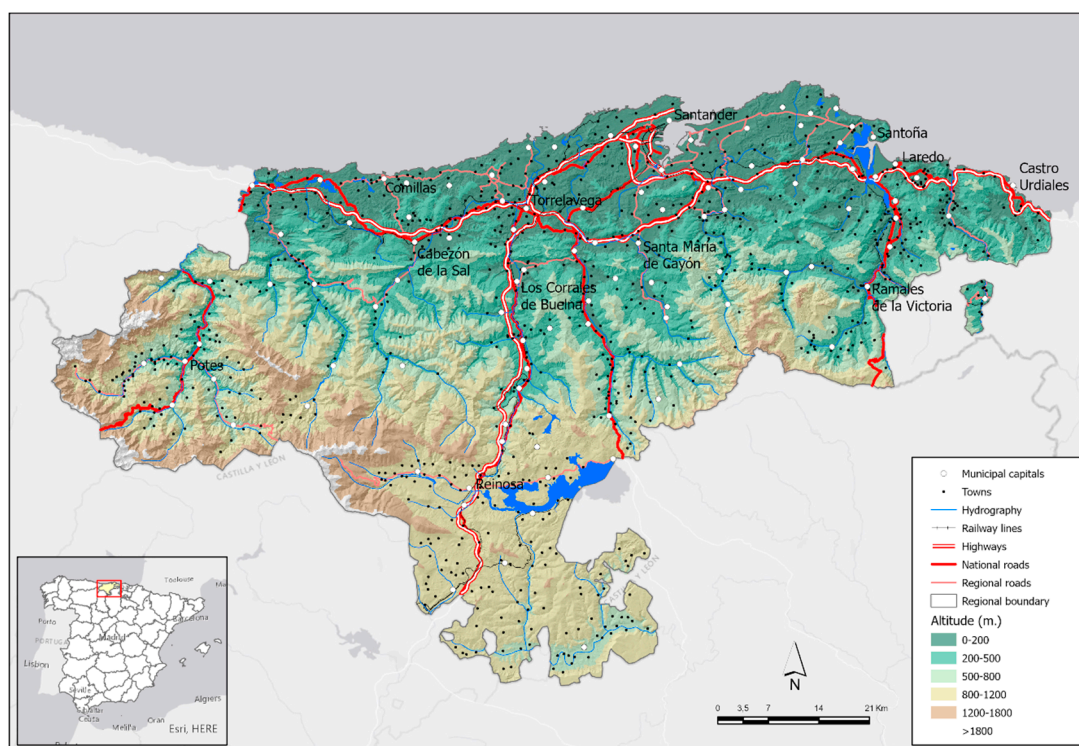 Santander
Santoña
Laredo
Castro
Urdiales
Comillas
Torrelavega
Cabezón
de la Sal
Santa María
de Cayón
Los Corrales
de Buelna
Ramales
de la Victoria
Potes
CASTILLA Y LEÓN
Reinosa
CASTILLA Y LEÓN
Municipal capitals
Towns
Hydrography
Railway lines
Highways
National roads
Regional roads
Regional boundary
Altitude (m.)
0-200
200-500
500-800
800-1200
1200-1800
>1800
N
0 3.5 7 14 21 Km
Toulouse
Porto
Barcelona
Madrid
PORTUGAL
Lisbon
Seville
Algiers
Ceuta
Oran
Melilla
Esri, HERE